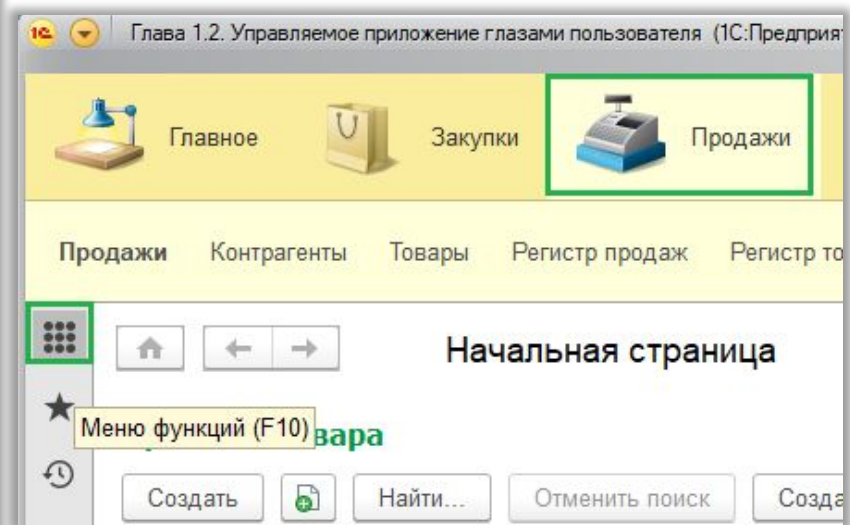 1С Глава 1.2. Управляемое приложение глазами пользователя (1С:Предприя
Главное Закупки Продажи
Продажи Контрагенты Товары Регистр продаж Регистр то
Начальная страница
Меню функций (F10) вара
Создать Найти... Отменить поиск Созда